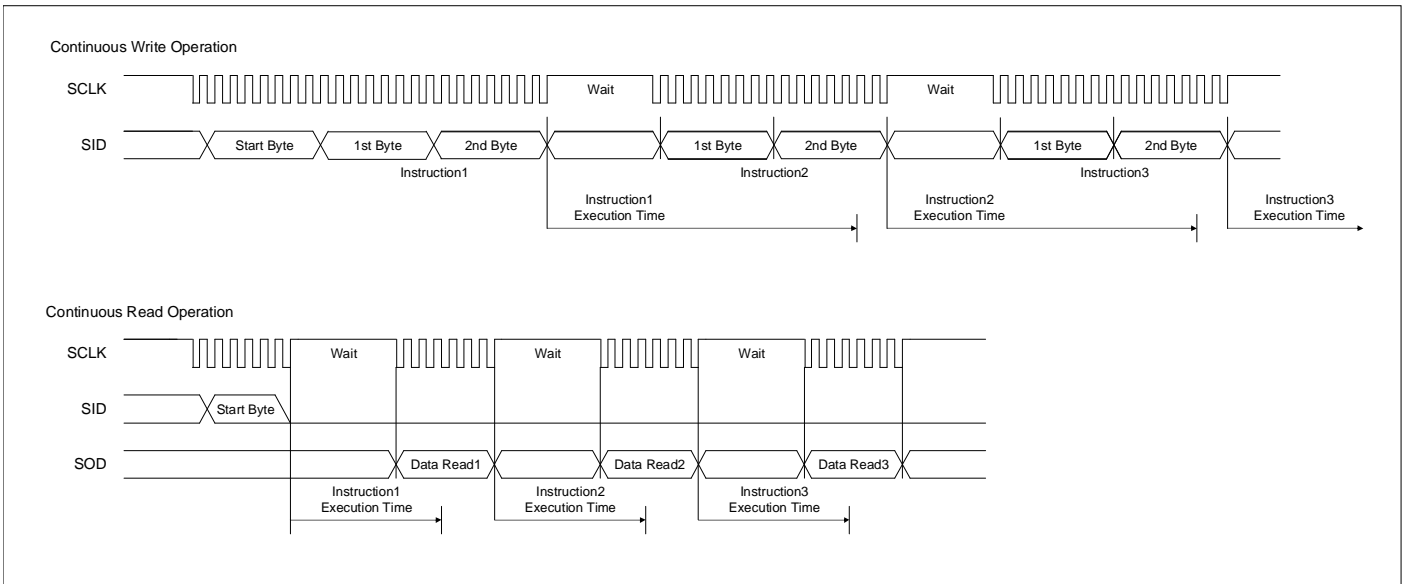 Continuous Write Operation
SCLK Wait Wait
SID Start Byte 1st Byte 2nd Byte 1st Byte 2nd Byte 1st Byte 2nd Byte
Instruction1 Instruction2 Instruction3
Instruction1 Instruction2 Instruction3
Execution Time Execution Time Execution Time
Continuous Read Operation
SCLK Wait Wait Wait
SID Start Byte
SOD Data Read1 Data Read2 Data Read3
Instruction1 Instruction2 Instruction3
Execution Time Execution Time Execution Time